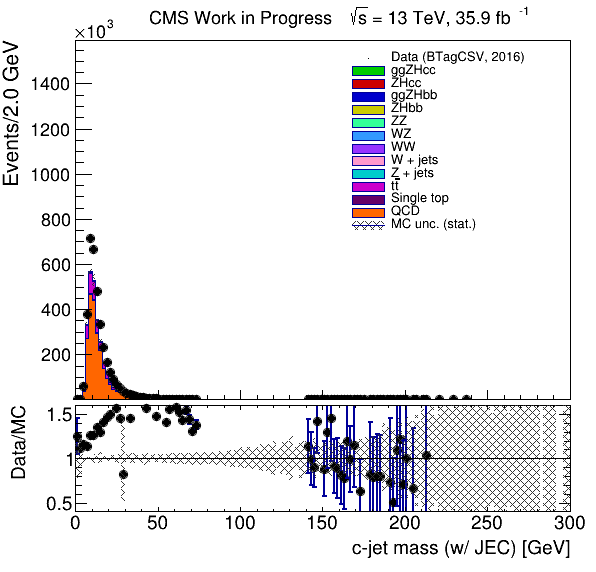 CMS Work in Progress √s = 13 TeV, 35.9 fb⁻¹
×10³
Events/2.0 GeV
1400
1200
1000
800
600
400
200
Data (BTagCSV, 2016)
ggZHcc
ZHcc
ggZHbb
ZHbb
ZZ
WZ
WW
W + jets
Z + jets
tt̅
Single top
QCD
MC unc. (stat.)
Data/MC
1.5
1
0.5
0 50 100 150 200 250 300
c-jet mass (w/ JEC) [GeV]